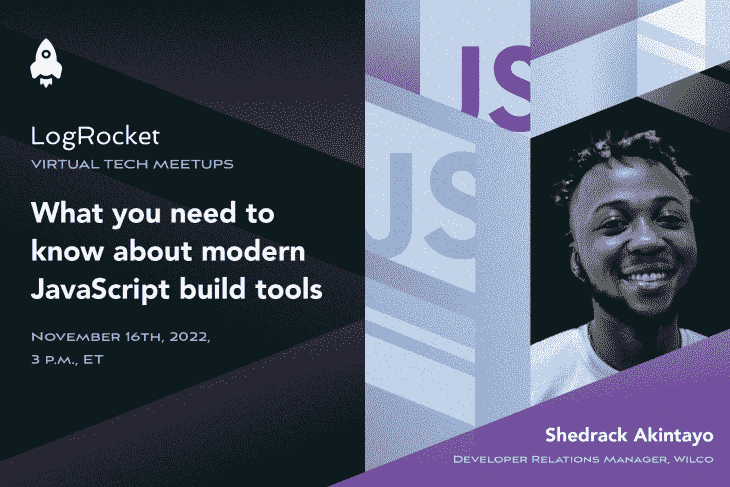 LogRocket
VIRTUAL TECH MEETUPS
What you need to
know about modern
JavaScript build tools
NOVEMBER 16TH, 2022,
3 P.M., ET
JS
JS
Shedrack Akintayo
DEVELOPER RELATIONS MANAGER, WILCO